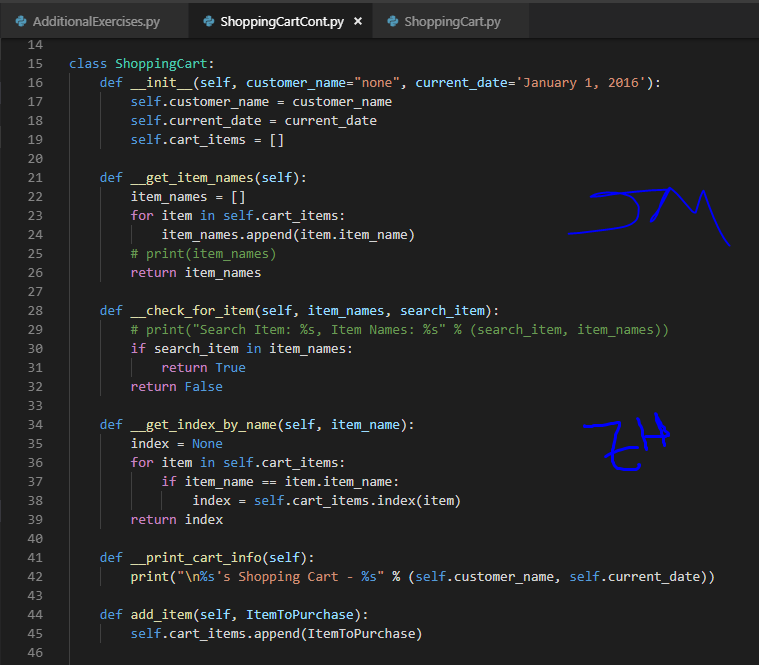 AdditionalExercises.py ShoppingCartCont.py × ShoppingCart.py
14
15 class ShoppingCart:
16 def __init__(self, customer_name="none", current_date='January 1, 2016'):
17 self.customer_name = customer_name
18 self.current_date = current_date
19 self.cart_items = []
20
21 def __get_item_names(self):
22 item_names = []
23 for item in self.cart_items:
24 item_names.append(item.item_name)
25 # print(item_names)
26 return item_names
27
28 def __check_for_item(self, item_names, search_item):
29 # print("Search Item: %s, Item Names: %s" % (search_item, item_names))
30 if search_item in item_names:
31 return True
32 return False
33
34 def __get_index_by_name(self, item_name):
35 index = None
36 for item in self.cart_items:
37 if item_name == item.item_name:
38 index = self.cart_items.index(item)
39 return index
40
41 def __print_cart_info(self):
42 print("\n%s's Shopping Cart - %s" % (self.customer_name, self.current_date))
43
44 def add_item(self, ItemToPurchase):
45 self.cart_items.append(ItemToPurchase)
46